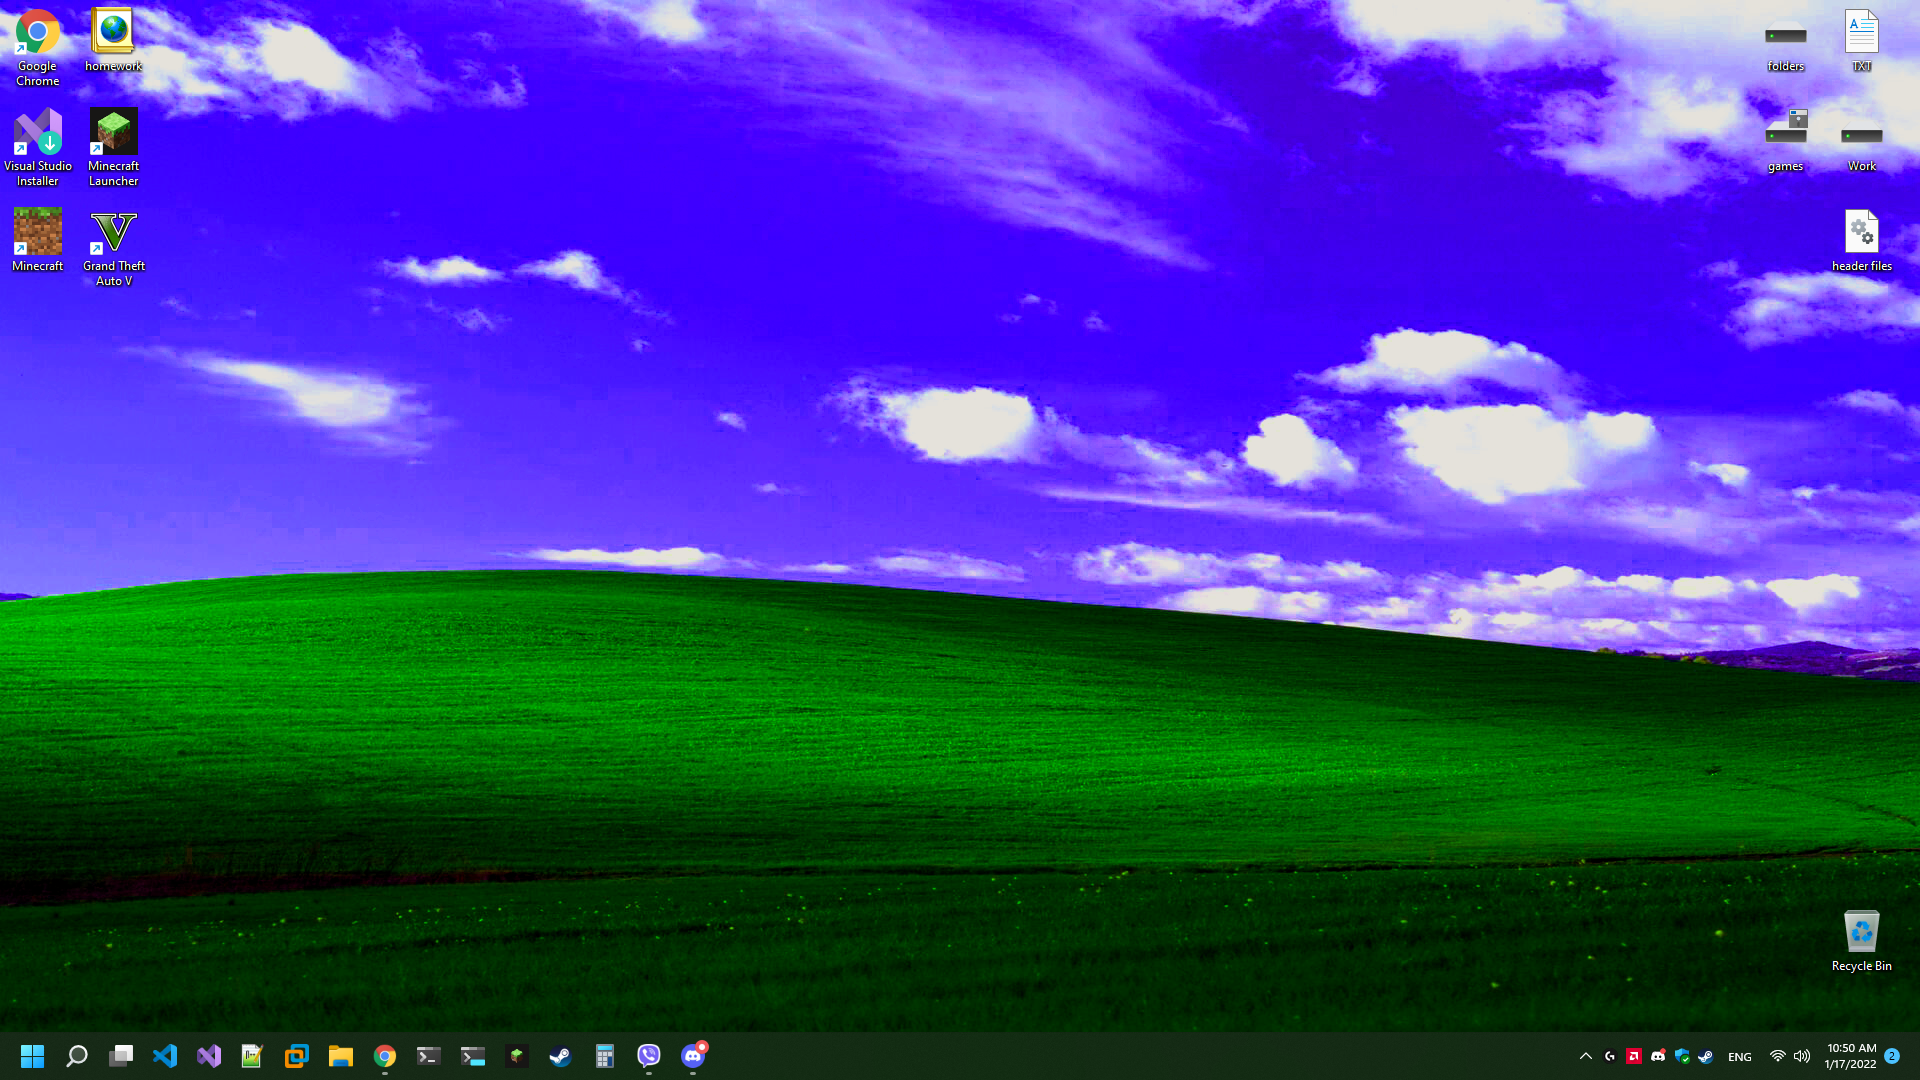 Google
Chrome
homework
folders
TXT
Visual Studio
Installer
Minecraft
Launcher
games
Work
Minecraft
Grand Theft
Auto V
header files
Recycle Bin
ENG
10:50 AM
1/17/2022
2